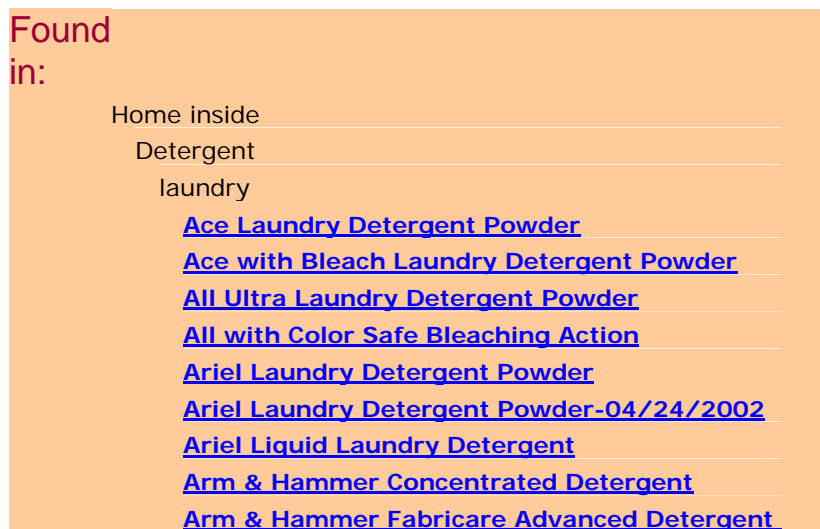 Found
in:
Home inside
Detergent
laundry
Ace Laundry Detergent Powder
Ace with Bleach Laundry Detergent Powder
All Ultra Laundry Detergent Powder
All with Color Safe Bleaching Action
Ariel Laundry Detergent Powder
Ariel Laundry Detergent Powder-04/24/2002
Ariel Liquid Laundry Detergent
Arm & Hammer Concentrated Detergent
Arm & Hammer Fabricare Advanced Detergent